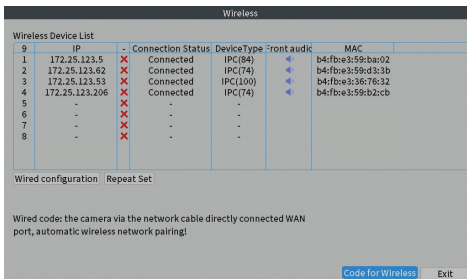 Wireless
Wireless Device List
9 IP - Connection Status DeviceType Front audio MAC
1 172.25.123.5 Connected IPC(84) b4:fb:e3:59:ba:02
2 172.25.123.62 Connected IPC(74) b4:fb:e3:59:d3:3b
3 172.25.123.53 Connected IPC(100) b4:fb:e3:36:76:32
4 172.25.123.206 Connected IPC(74) b4:fb:e3:59:b2:cb
5 - - -
6 - - -
7 - - -
8 - - -
Wired configuration Repeat Set
Wired code: the camera via the network cable directly connected WAN
port, automatic wireless network pairing!
Code for Wireless Exit